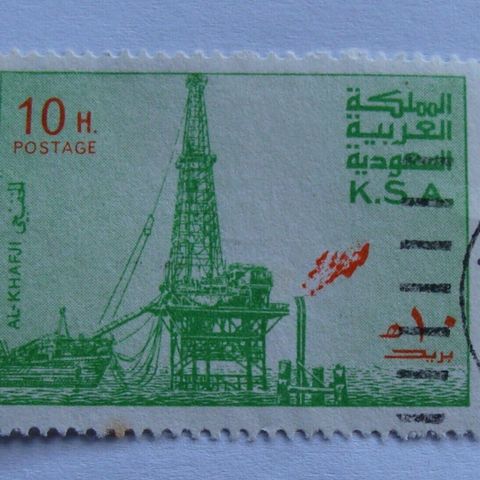 10 H.
POSTAGE
المملكة
العربية
السعودية
K.S.A
الخفجي
AL-KHAFJI
١٠ هـ
بريد